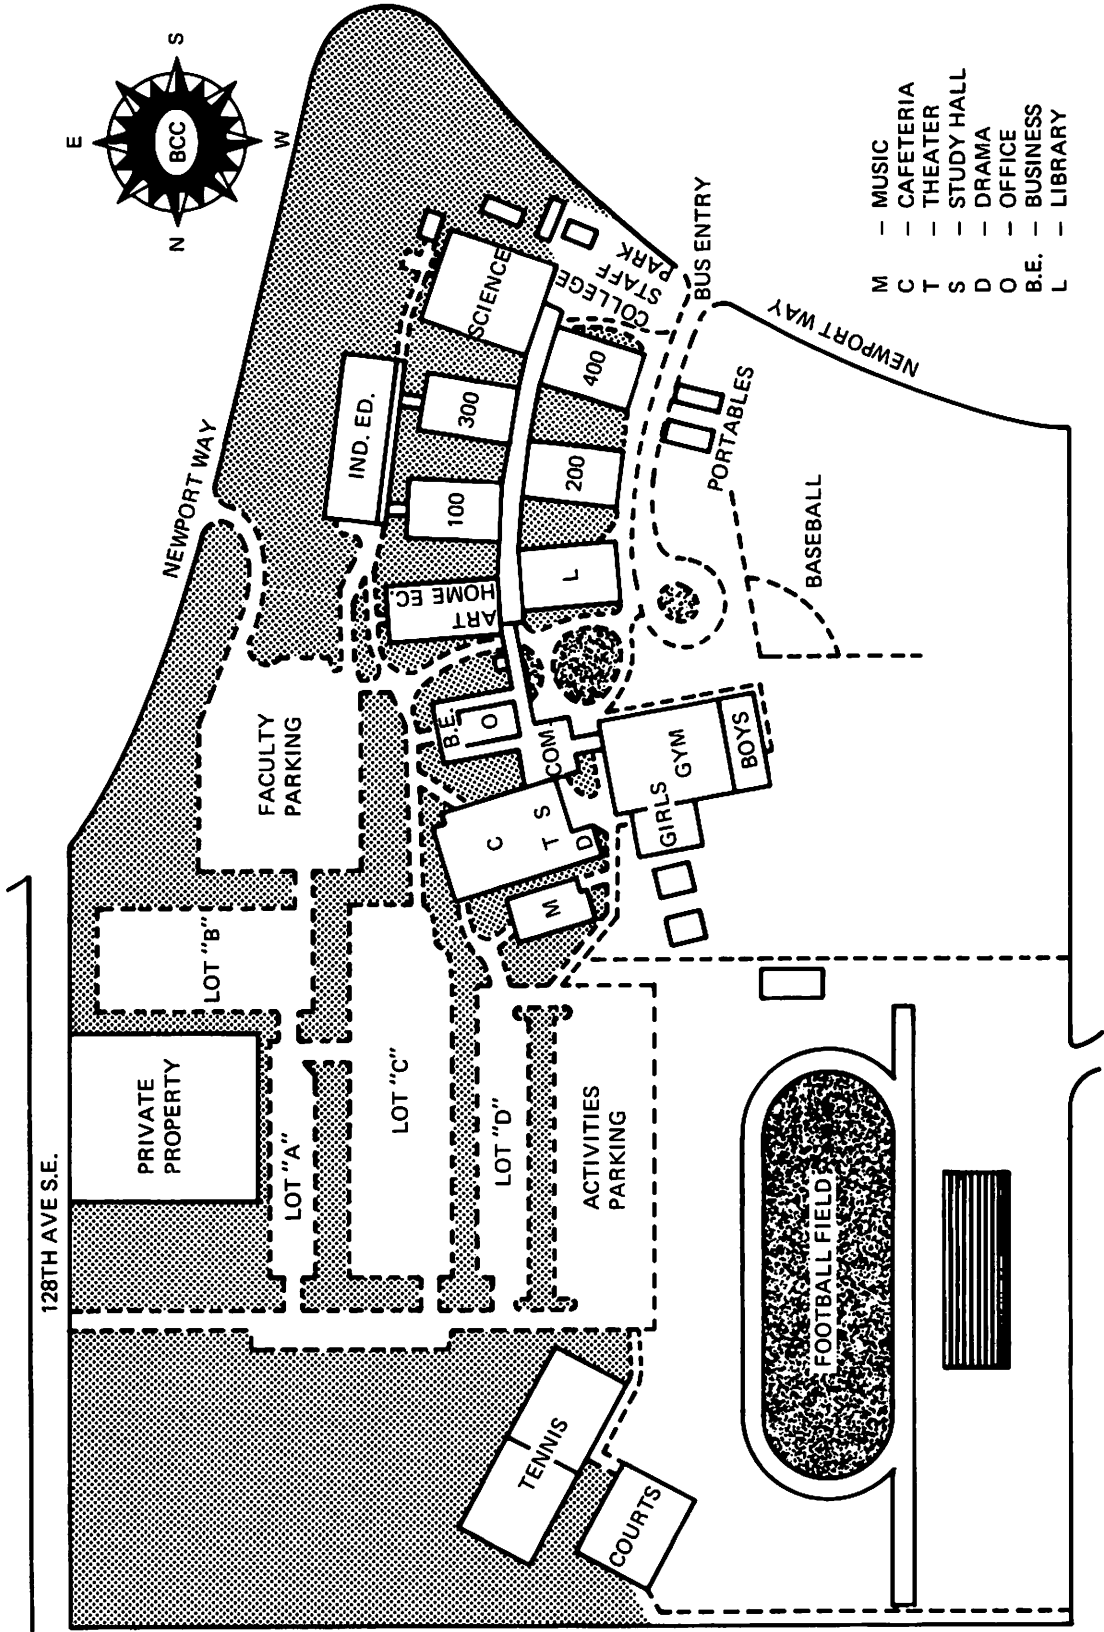 E
S
BCC
N
W
NEWPORT WAY
128TH AVE S.E.
PRIVATE
PROPERTY
LOT "B"
FACULTY
PARKING
LOT "A"
LOT "C"
LOT "D"
ACTIVITIES
PARKING
IND. ED.
SCIENCE
300
100
ART
HOME EC.
400
200
L
COLLEGE
STAFF
PARK
BUS ENTRY
NEWPORT WAY
PORTABLES
BASEBALL
B.E.
O
COM.
C
S
T
D
M
GYM
GIRLS
BOYS
TENNIS
COURTS
FOOTBALL FIELD
M – MUSIC
C – CAFETERIA
T – THEATER
S – STUDY HALL
D – DRAMA
O – OFFICE
B.E. – BUSINESS
L – LIBRARY